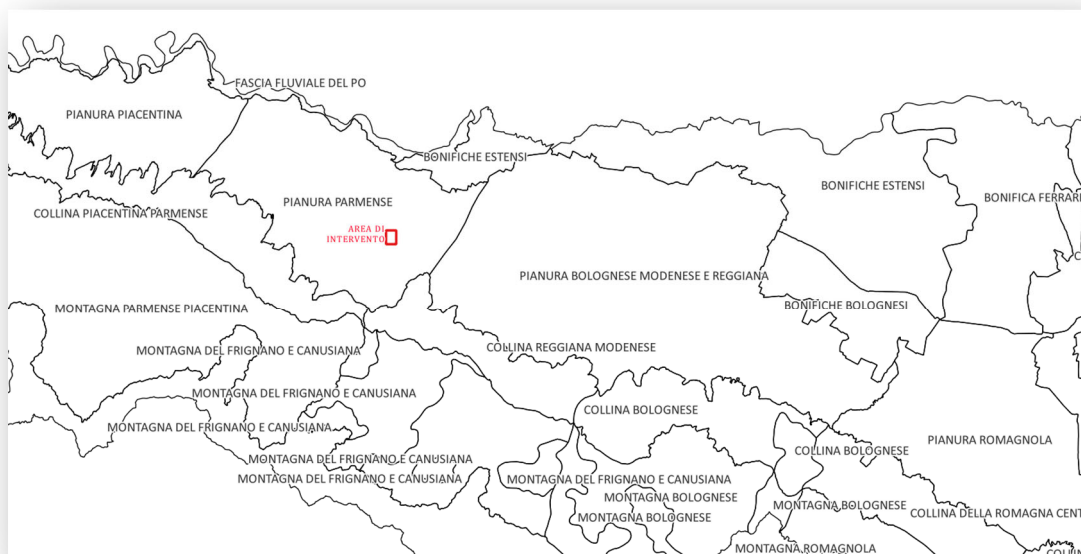 FASCIA FLUVIALE DEL PO
PIANURA PIACENTINA
BONIFICHE ESTENSI
BONIFICHE ESTENSI
BONIFICA FERRARE
PIANURA PARMENSE
COLLINA PIACENTINA PARMENSE
AREA DI
INTERVENTO
PIANURA BOLOGNESE MODENESE E REGGIANA
MONTAGNA PARMENSE PIACENTINA
BONIFICHE BOLOGNESI
MONTAGNA DEL FRIGNANO E CANUSIANA
COLLINA REGGIANA MODENESE
MONTAGNA DEL FRIGNANO E CANUSIANA
COLLINA BOLOGNESE
MONTAGNA DEL FRIGNANO E CANUSIANA
PIANURA ROMAGNOLA
COLLINA BOLOGNESE
MONTAGNA DEL FRIGNANO E CANUSIANA
MONTAGNA DEL FRIGNANO E CANUSIANA
MONTAGNA DEL FRIGNANO E CANUSIANA
MONTAGNA BOLOGNESE
MONTAGNA BOLOGNESE
MONTAGNA BOLOGNESE
COLLINA DELLA ROMAGNA CENT
MONTAGNA ROMAGNOLA